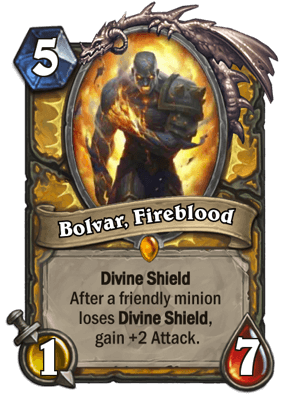 5
Bolvar, Fireblood
Divine Shield
After a friendly minion
loses Divine Shield,
gain +2 Attack.
1
7